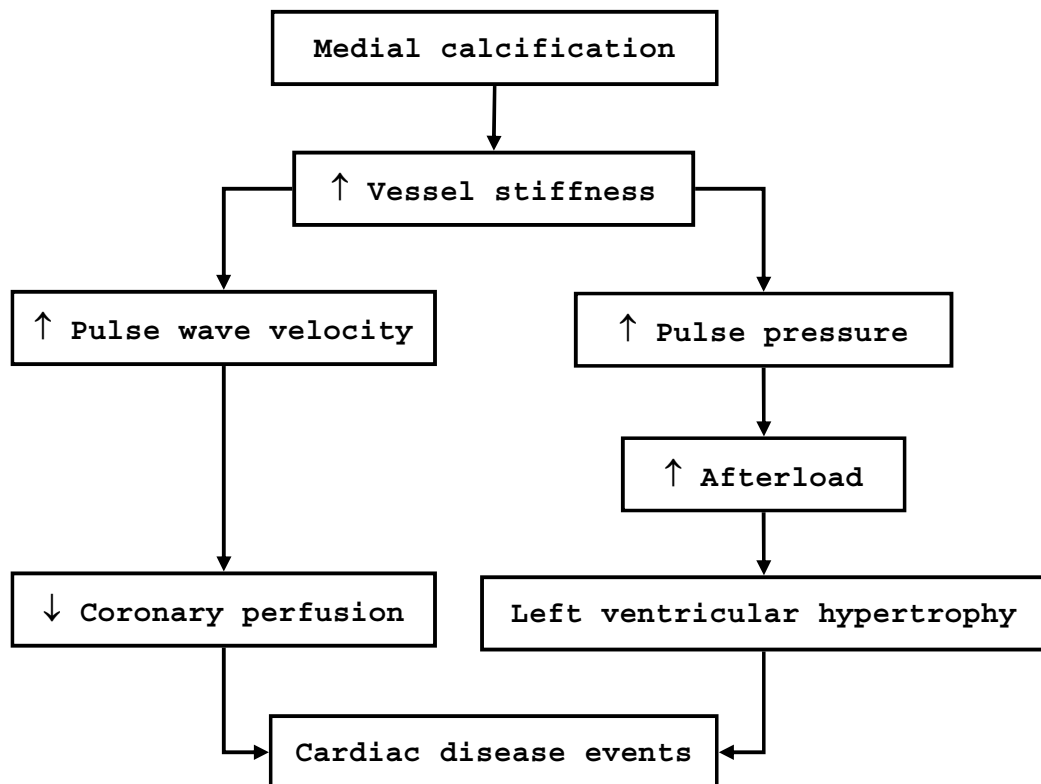 Medial calcification
↑ Vessel stiffness
↑ Pulse wave velocity
↑ Pulse pressure
↑ Afterload
↓ Coronary perfusion
Left ventricular hypertrophy
Cardiac disease events